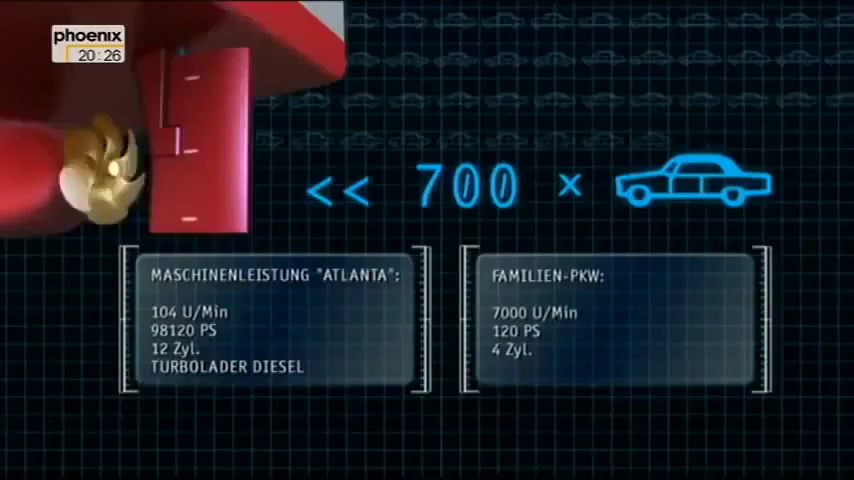 phoenix
20:26
<< 700 ×
MASCHINENLEISTUNG "ATLANTA":
104 U/Min
98120 PS
12 Zyl.
TURBOLADER DIESEL
FAMILIEN-PKW:
7000 U/Min
120 PS
4 Zyl.